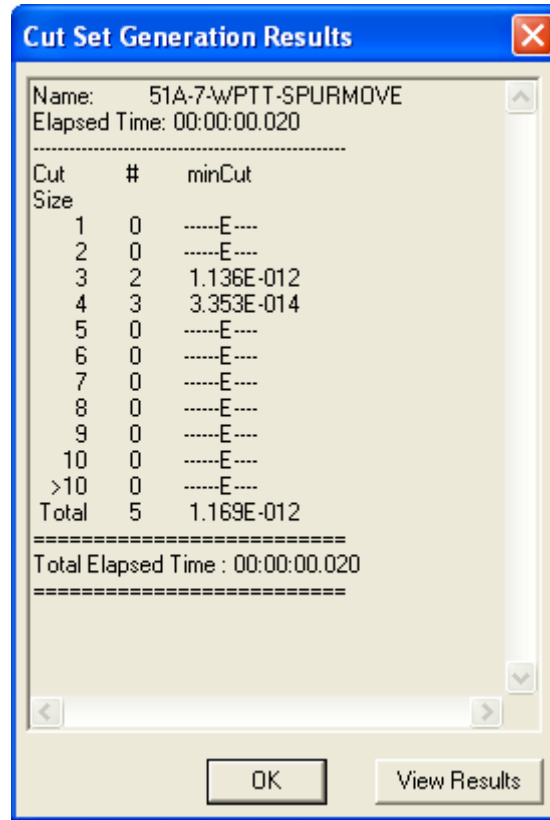 Cut Set Generation Results
Name: 51A-7-WPTT-SPURMOVE
Elapsed Time: 00:00:00.020
------------------------------------------------
Cut # minCut
Size
1 0 ------E----
2 0 ------E----
3 2 1.136E-012
4 3 3.353E-014
5 0 ------E----
6 0 ------E----
7 0 ------E----
8 0 ------E----
9 0 ------E----
10 0 ------E----
>10 0 ------E----
Total 5 1.169E-012
==========================
Total Elapsed Time : 00:00:00.020
==========================
OK View Results